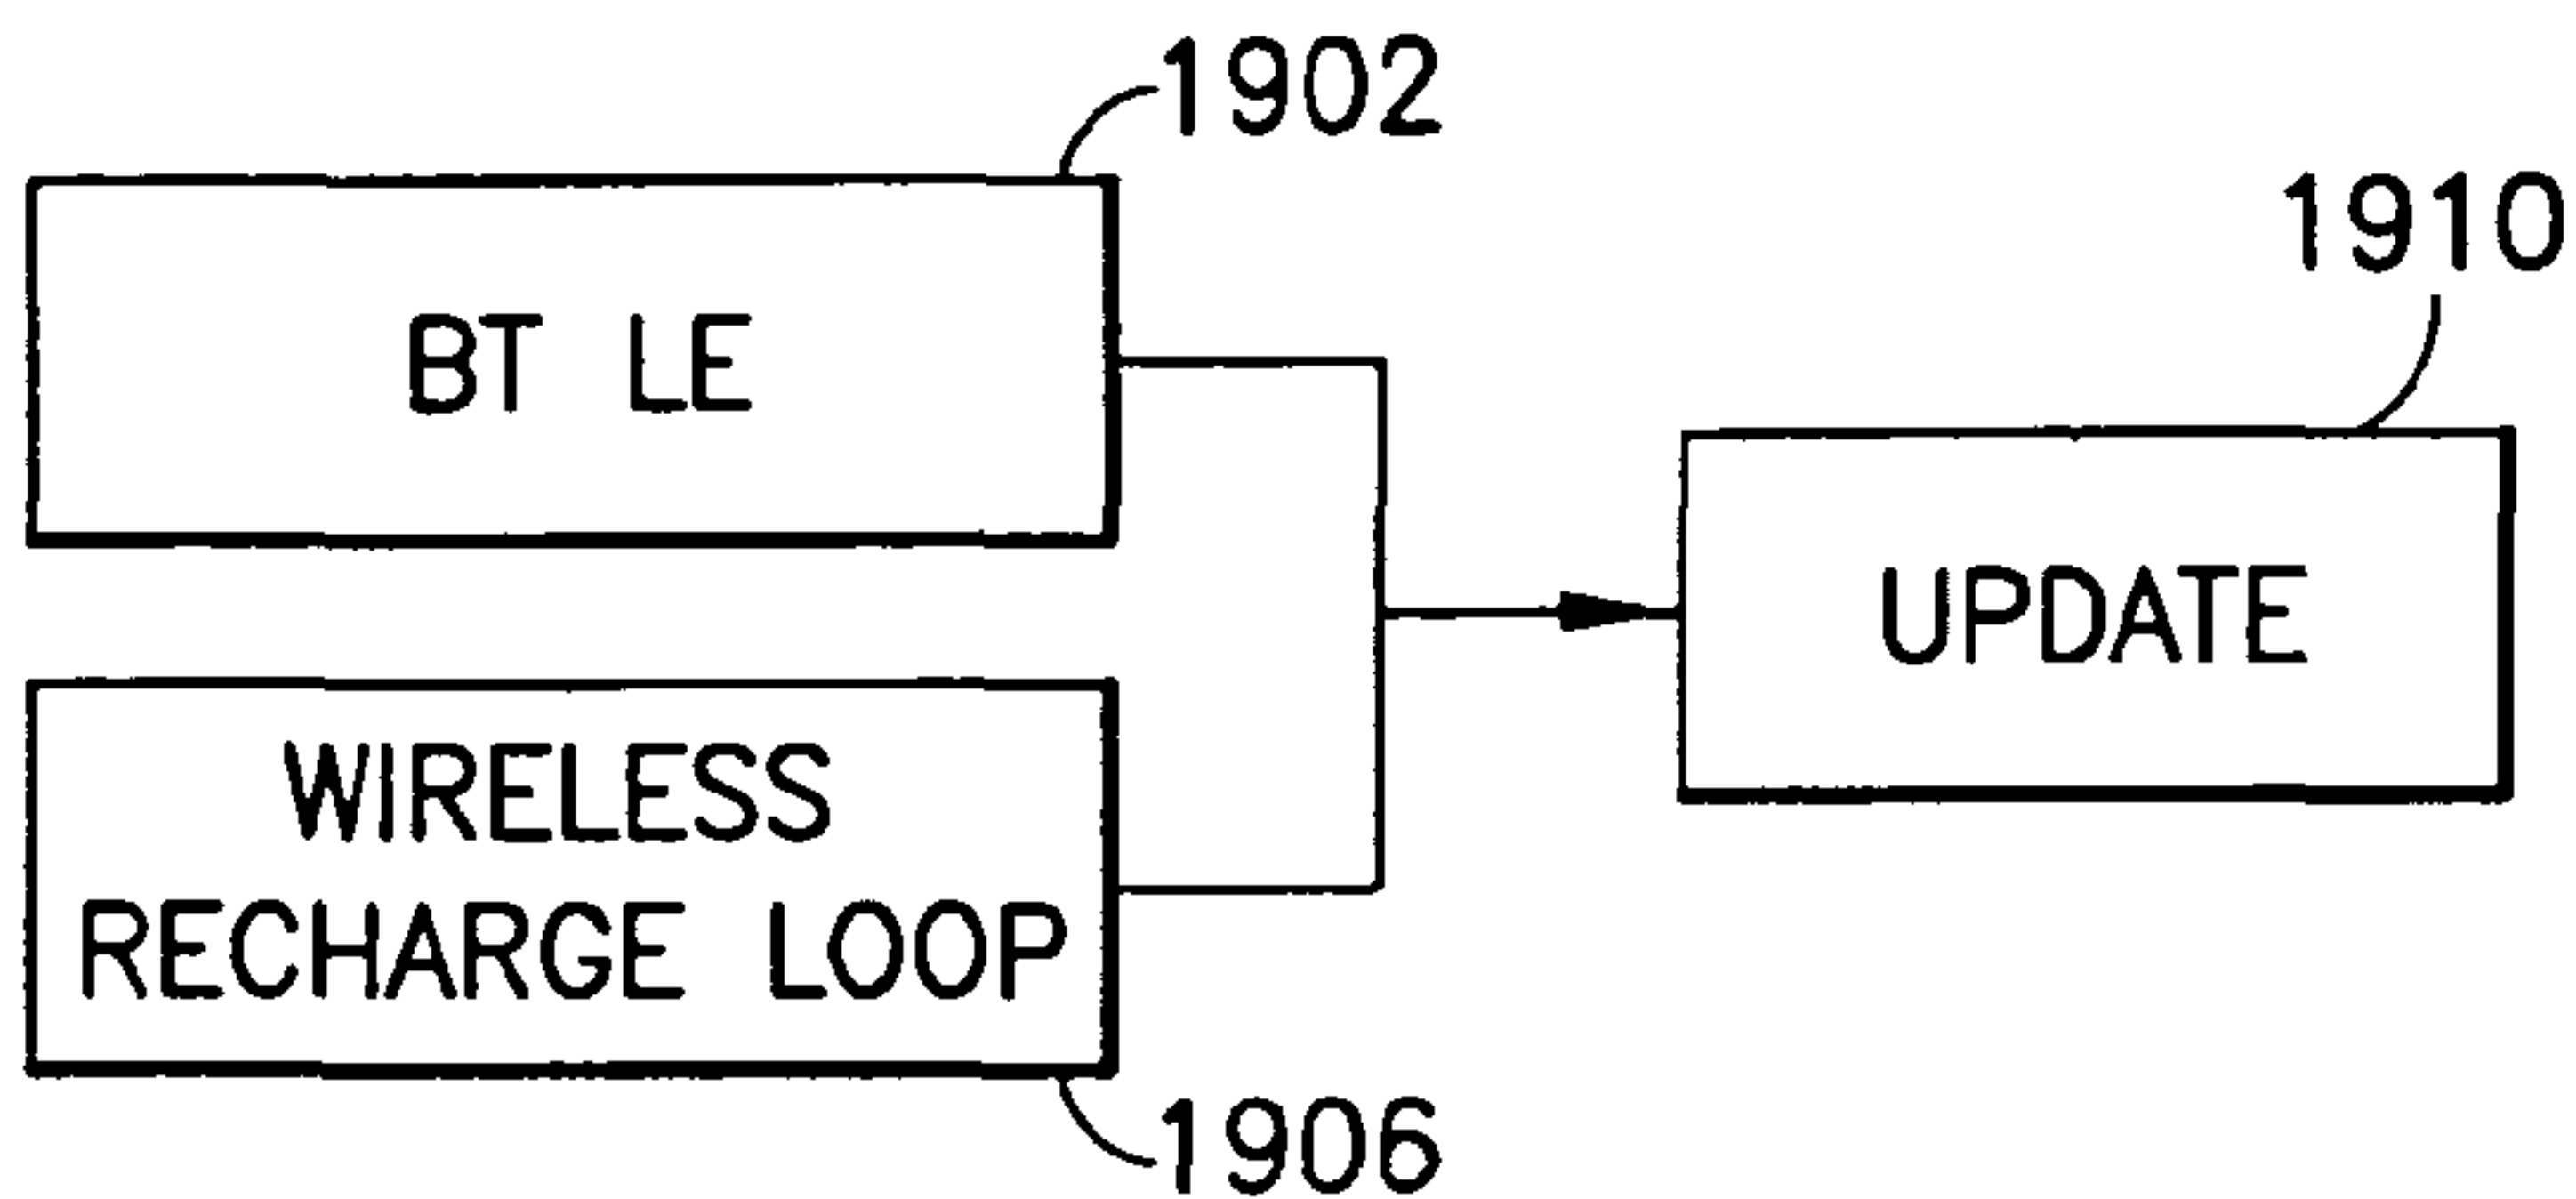 1902
BT LE
1910
UPDATE
WIRELESS
RECHARGE LOOP
1906